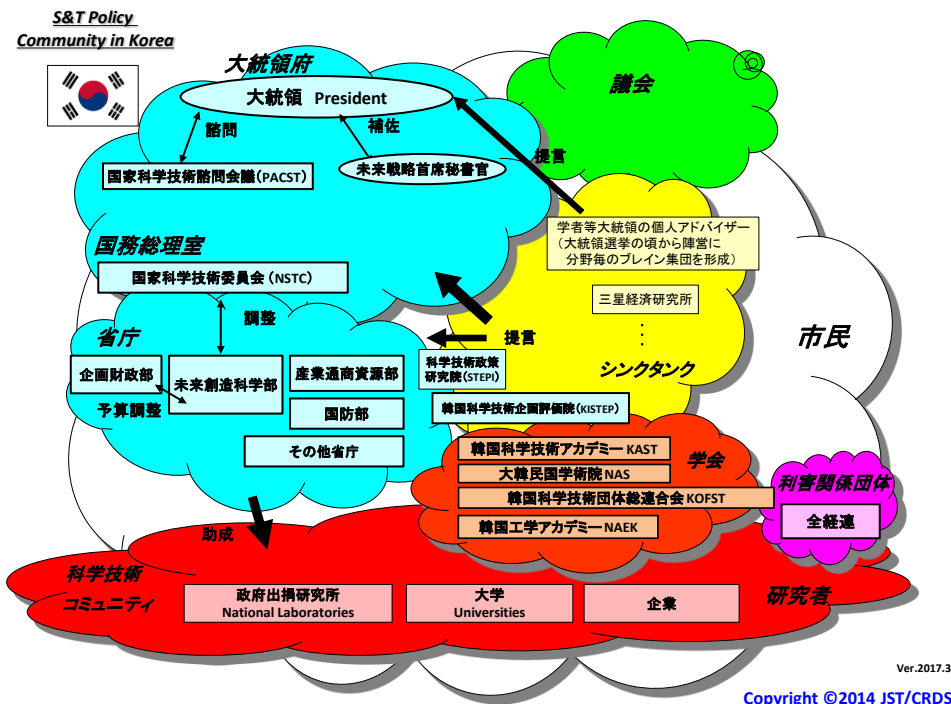 S&T Policy
Community in Korea
大統領府
大統領 President
諮問
補佐
国家科学技術諮問会議(PACST)
未来戦略首席秘書官
議会
提言
学者等大統領の個人アドバイザー
(大統領選挙の頃から陣営に
分野毎のブレイン集団を形成)
国務総理室
国家科学技術委員会(NSTC)
三星経済研究所
⋮
調整
省庁
提言
市民
企画財政部
未来創造科学部
産業通商資源部
科学技術政策
研究院(STEPI)
シンクタンク
予算調整
国防部
韓国科学技術企画評価院(KISTEP)
その他省庁
韓国科学技術アカデミーKAST
学会
大韓民国学術院NAS
韓国科学技術団体総連合会 KOFST
利害関係団体
韓国工学アカデミーNAEK
全経連
助成
科学技術
コミュニティ
政府出捐研究所
National Laboratories
大学
Universities
企業
研究者
Ver.2017.3
Copyright ©2014 JST/CRDS